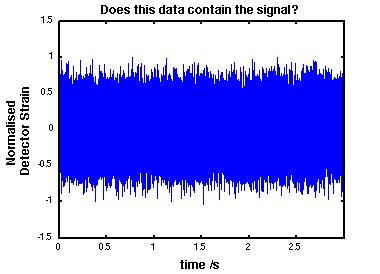 Does this data contain the signal?
1.5
1
0.5
0
-0.5
-1
-1.5
Normalised
Detector Strain
0 0.5 1 1.5 2 2.5
time /s